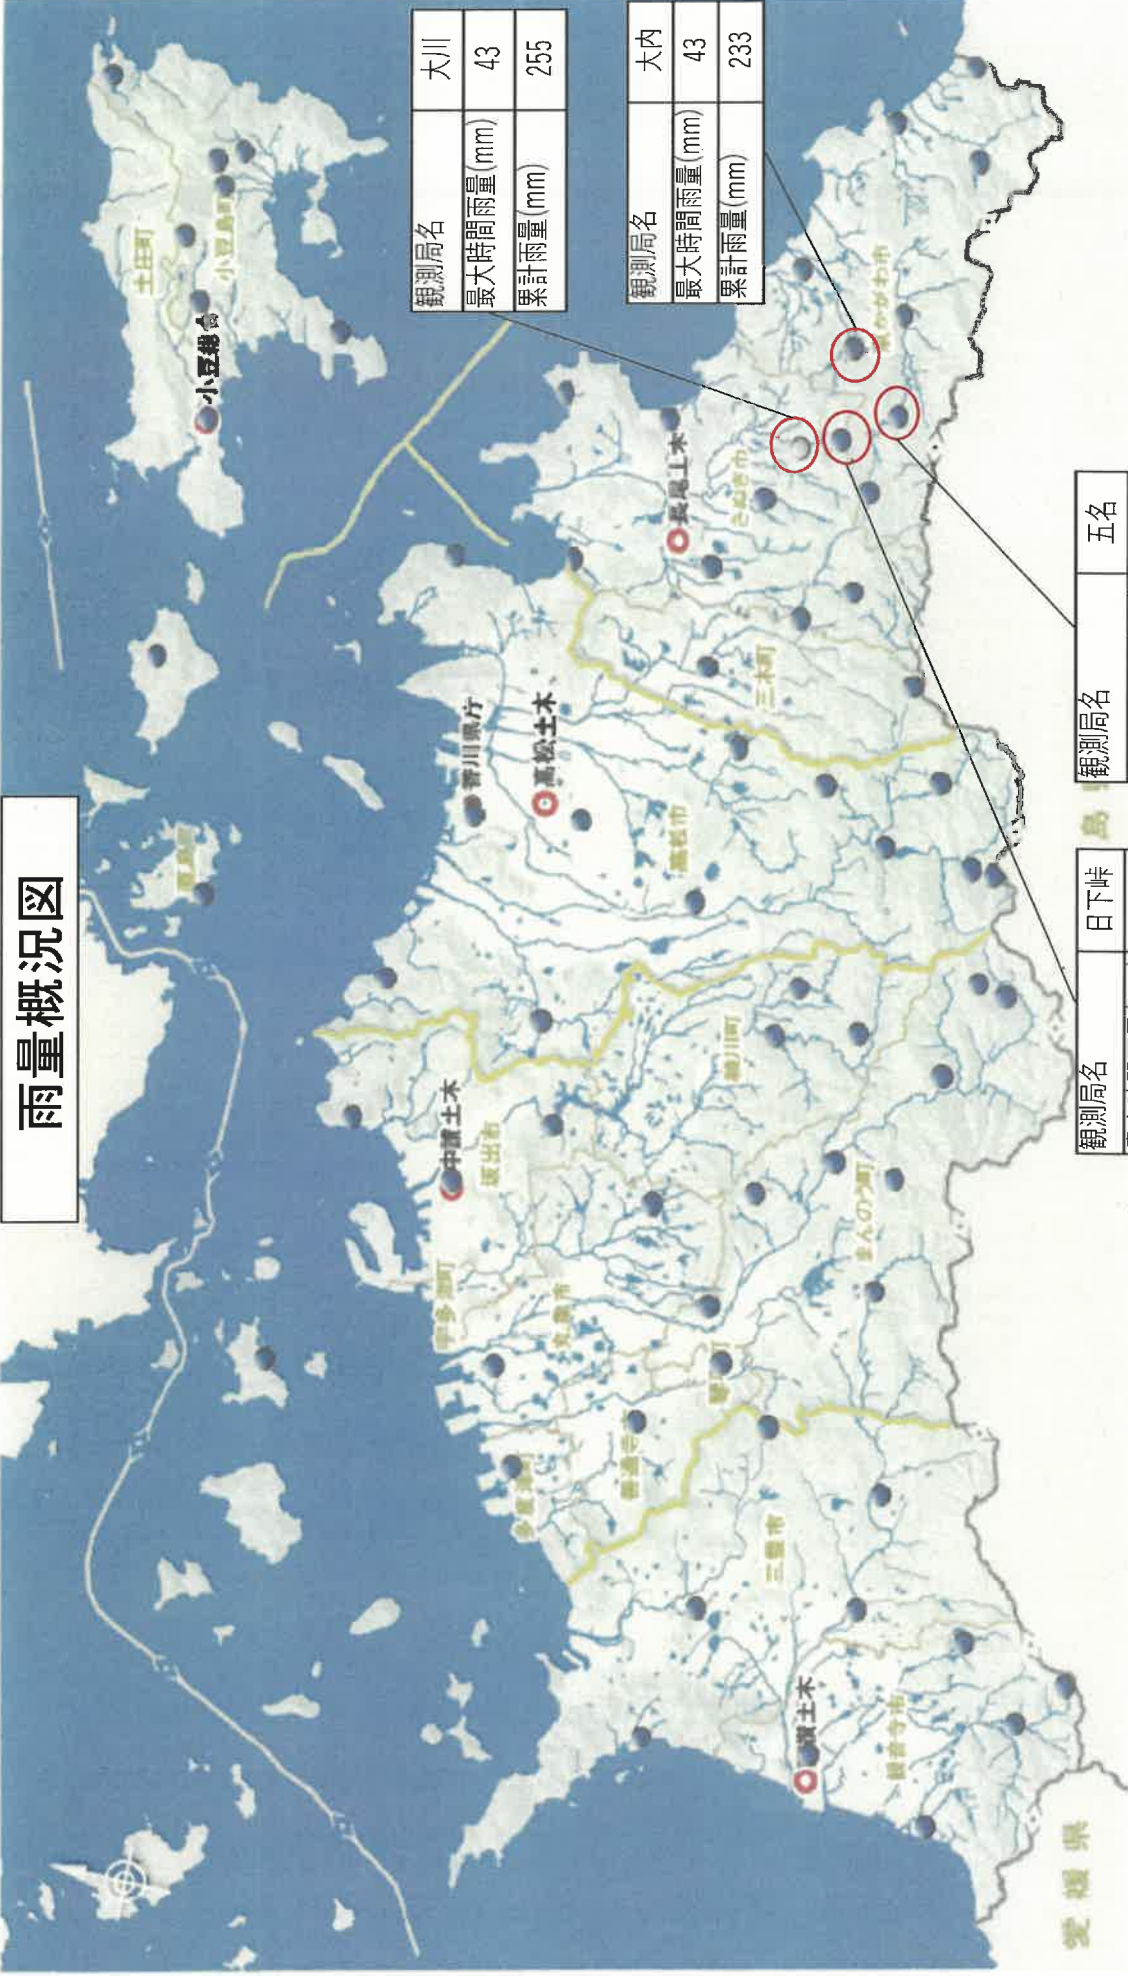 雨量概況図
観測局名 大川
最大時間雨量(mm) 43
累計雨量(mm) 255
観測局名 大内
最大時間雨量(mm) 43
累計雨量(mm) 233
観測局名 五名
観測局名 日下峠
土庄町
小豆島町
小豆総合
直島町
香川県庁
高松土木
高松市
長尾土木
さぬき市
東かがわ市
三木町
中讃土木
坂出市
綾川町
宇多津町
丸亀市
まんのう町
多度津町
善通寺市
三豊市
土木
観音寺市
愛媛県
島